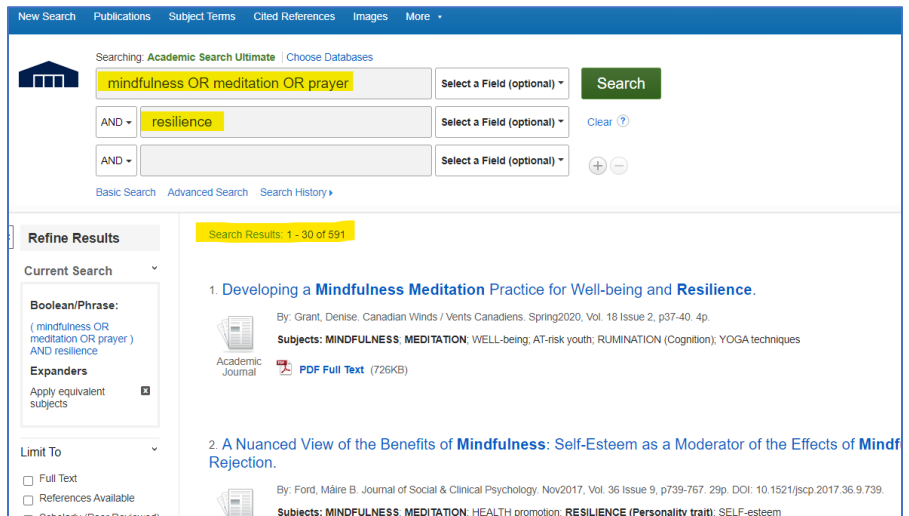 New Search Publications Subject Terms Cited References Images More
Searching: Academic Search Ultimate Choose Databases
mindfulness OR meditation OR prayer Select a Field (optional) Search
AND resilience Select a Field (optional) Clear ?
AND Select a Field (optional)
Basic Search Advanced Search Search History
Refine Results
Current Search
Boolean/Phrase:
( mindfulness OR
meditation OR prayer )
AND resilience
Expanders
Apply equivalent
subjects
Limit To
Full Text
References Available
Scholarly (Peer Reviewed)
Search Results: 1 - 30 of 591
1. Developing a Mindfulness Meditation Practice for Well-being and Resilience.
By: Grant, Denise. Canadian Winds / Vents Canadiens. Spring2020, Vol. 18 Issue 2, p37-40. 4p.
Subjects: MINDFULNESS; MEDITATION; WELL-being; AT-risk youth; RUMINATION (Cognition); YOGA techniques
Academic
Journal
PDF Full Text (726KB)
2. A Nuanced View of the Benefits of Mindfulness: Self-Esteem as a Moderator of the Effects of Mindf
Rejection.
By: Ford, Máire B. Journal of Social & Clinical Psychology. Nov2017, Vol. 36 Issue 9, p739-767. 29p. DOI: 10.1521/jscp.2017.36.9.739.
Subjects: MINDFULNESS; MEDITATION; HEALTH promotion; RESILIENCE (Personality trait); SELF-esteem